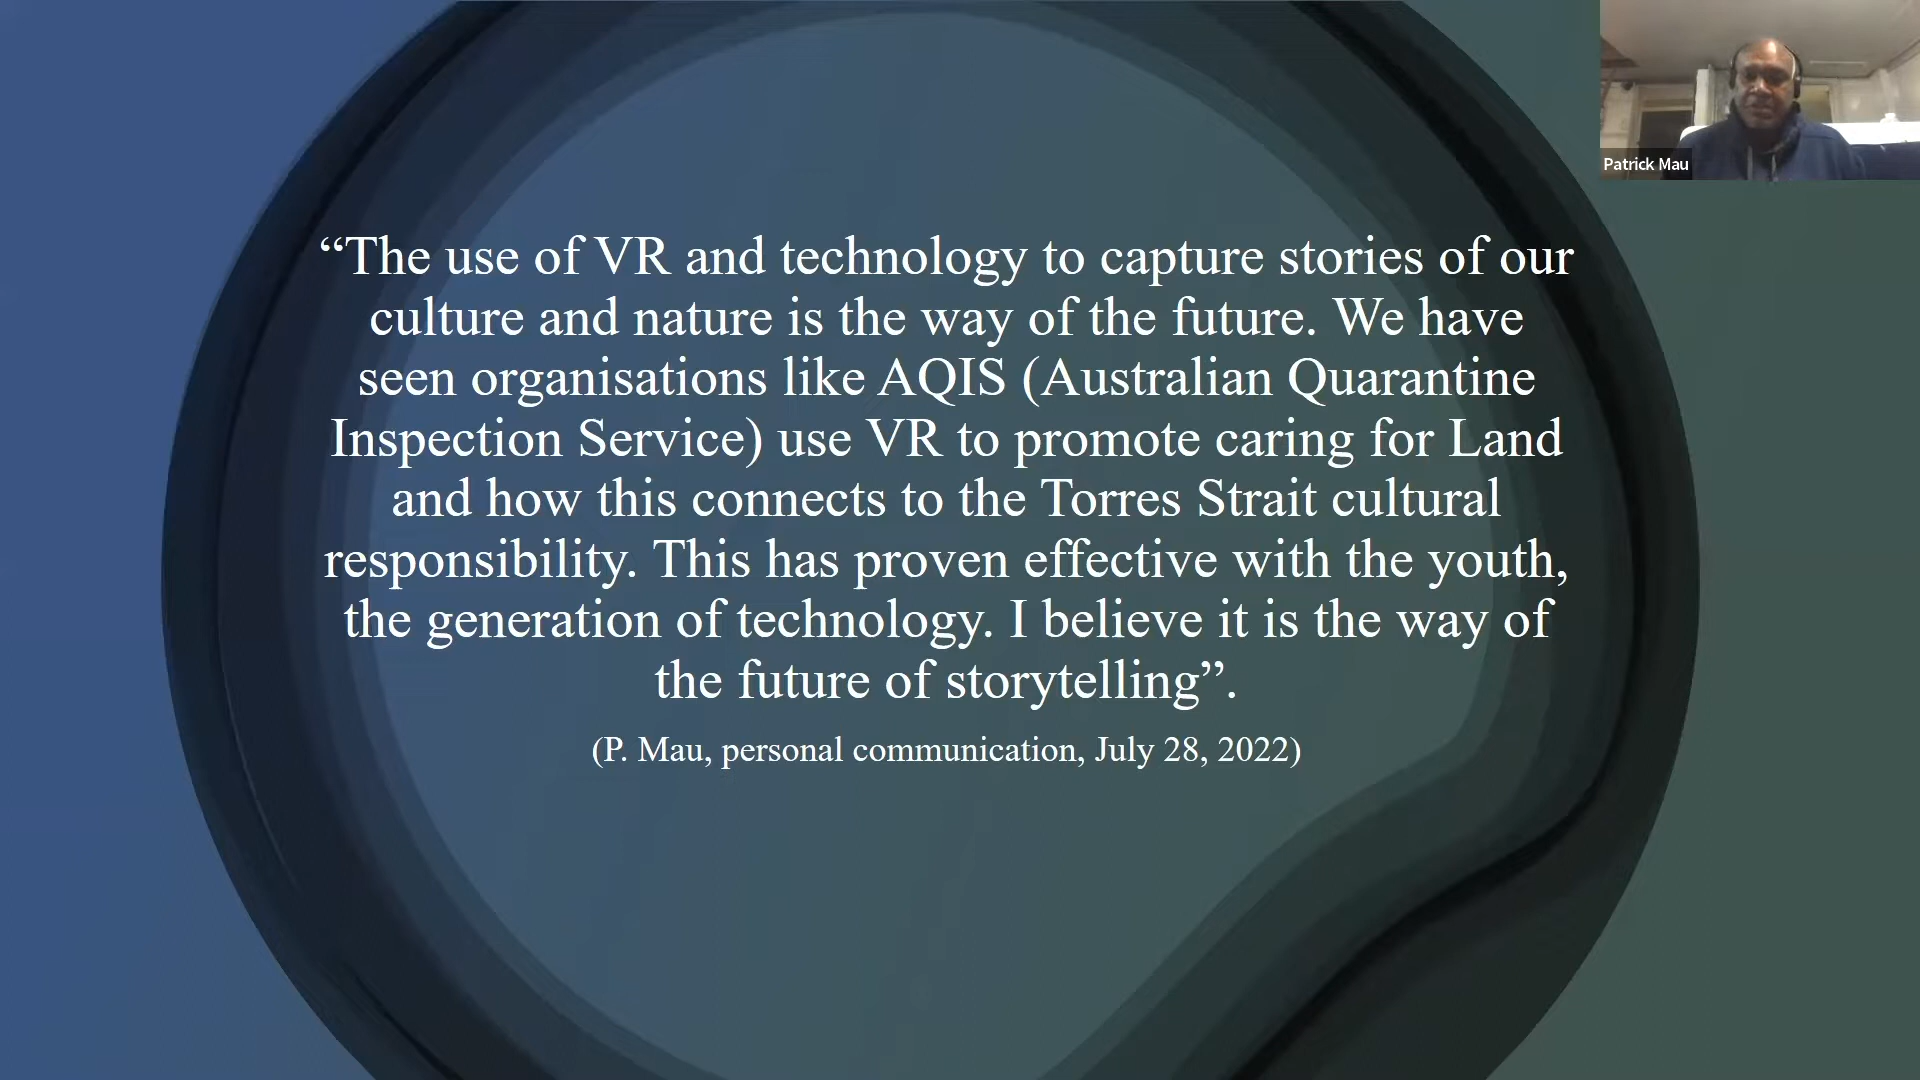 “The use of VR and technology to capture stories of our
culture and nature is the way of the future. We have
seen organisations like AQIS (Australian Quarantine
Inspection Service) use VR to promote caring for Land
and how this connects to the Torres Strait cultural
responsibility. This has proven effective with the youth,
the generation of technology. I believe it is the way of
the future of storytelling”.
(P. Mau, personal communication, July 28, 2022)
Patrick Mau